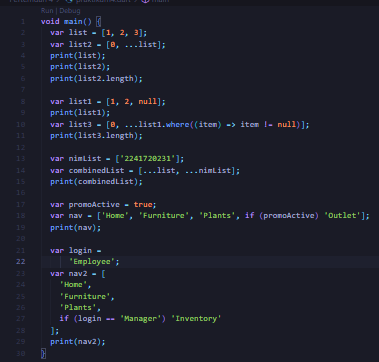 Run | Debug
1 void main() {
2 var list = [1, 2, 3];
3 var list2 = [0, ...list];
4 print(list);
5 print(list2);
6 print(list2.length);
7
8 var list1 = [1, 2, null];
9 print(list1);
10 var list3 = [0, ...list1.where((item) => item != null)];
11 print(list3.length);
12
13 var nimList = ['2241720231'];
14 var combinedList = [...list, ...nimList];
15 print(combinedList);
16
17 var promoActive = true;
18 var nav = ['Home', 'Furniture', 'Plants', if (promoActive) 'Outlet'];
19 print(nav);
20
21 var login =
22 'Employee';
23 var nav2 = [
24 'Home',
25 'Furniture',
26 'Plants',
27 if (login == 'Manager') 'Inventory'
28 ];
29 print(nav2);
30 }